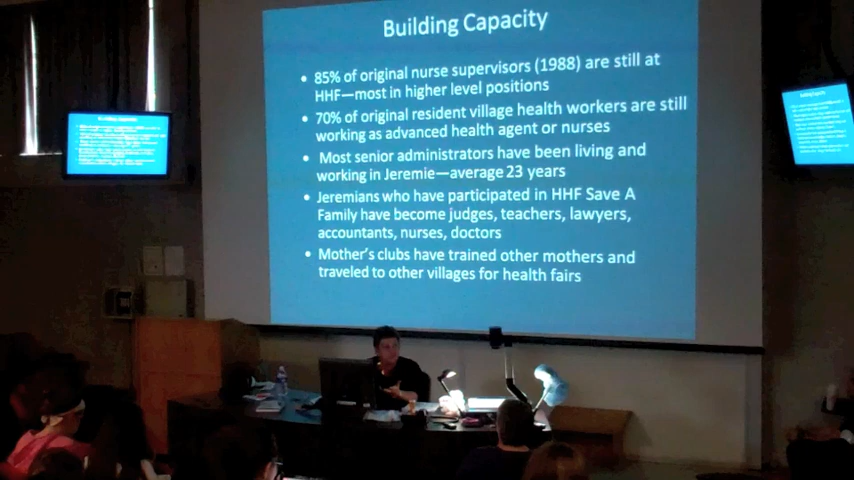 Building Capacity
• 85% of original nurse supervisors (1988) are still at
HHF—most in higher level positions
• 70% of original resident village health workers are still
working as advanced health agent or nurses
• Most senior administrators have been living and
working in Jeremie—average 23 years
• Jeremians who have participated in HHF Save A
Family have become judges, teachers, lawyers,
accountants, nurses, doctors
• Mother's clubs have trained other mothers and
traveled to other villages for health fairs